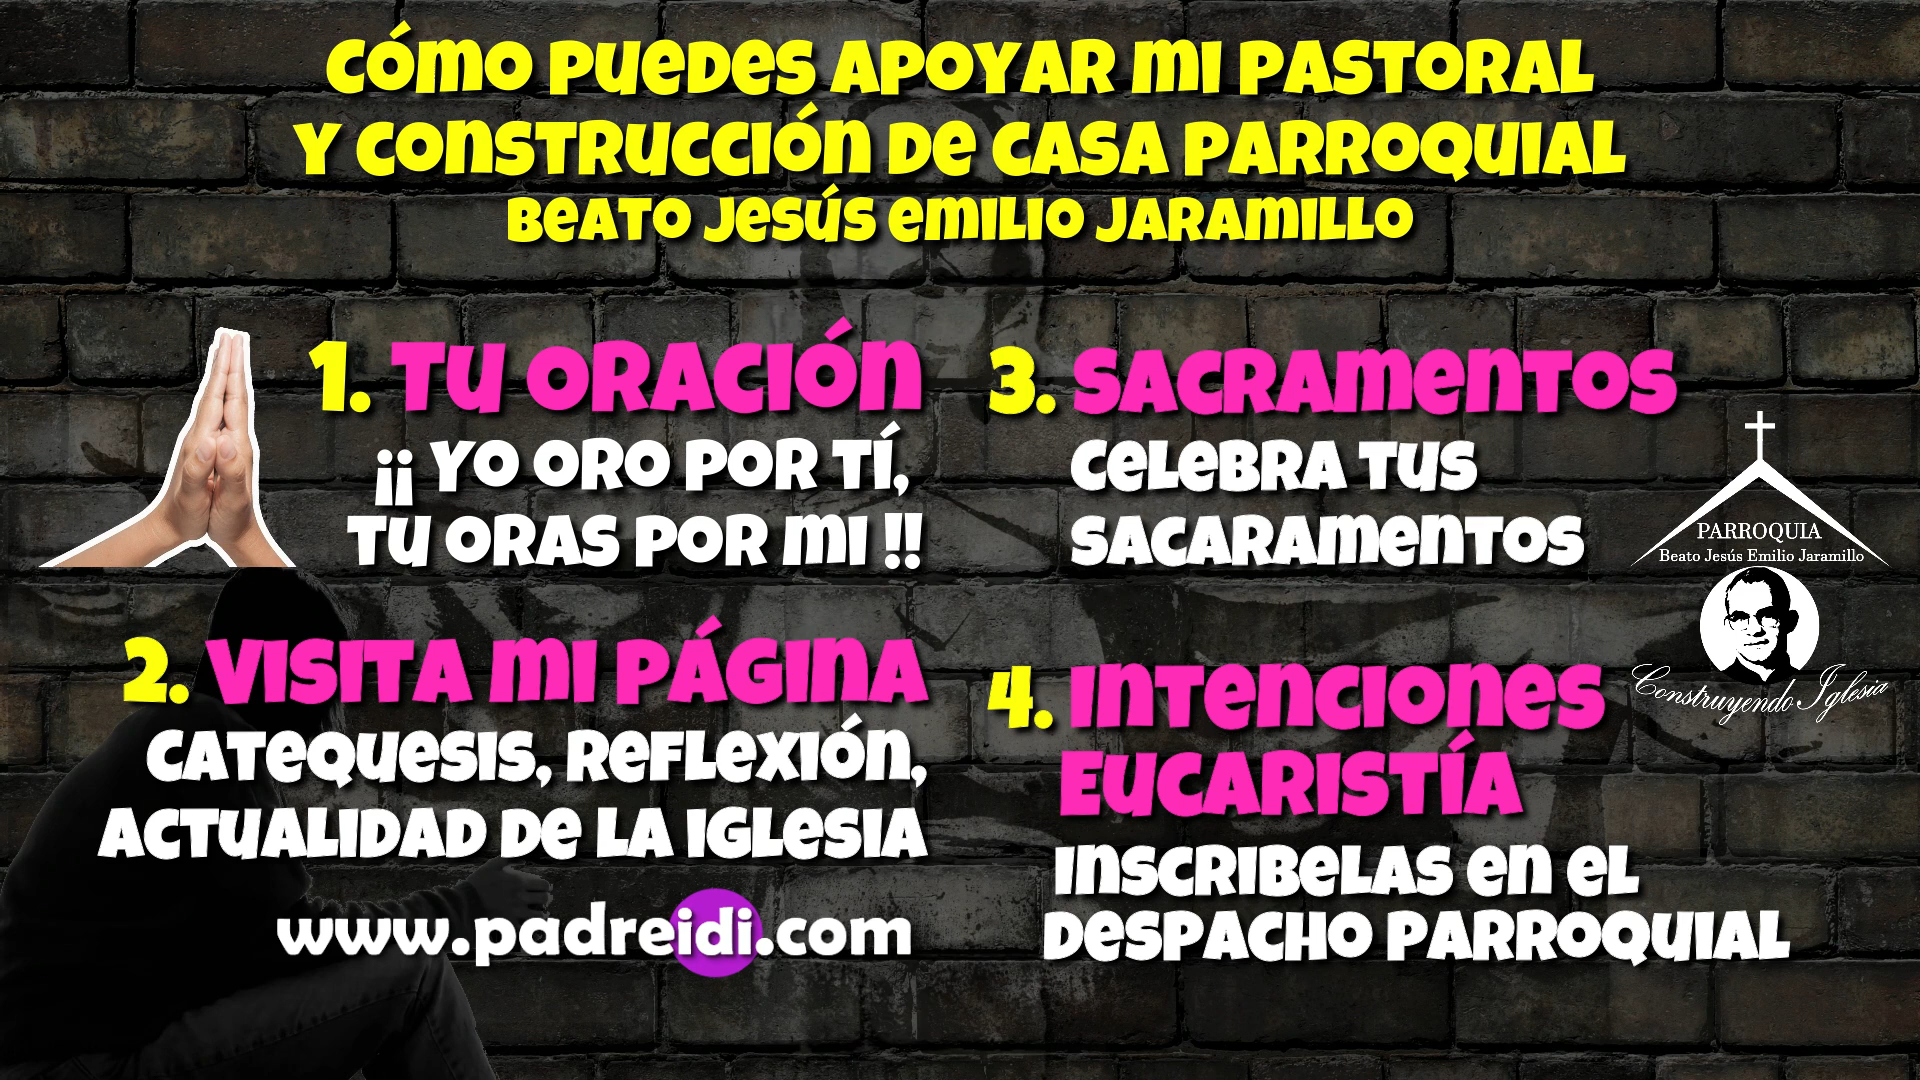 Cómo puedes apoyar mi pastoral
y construcción de casa parroquial
Beato Jesús Emilio Jaramillo
1. Tu oración
¡¡ Yo oro por tí,
tu oras por mi !!
2. Visita mi página
Catequesis, reflexión,
actualidad de la Iglesia
www.padreidi.com
3. Sacramentos
Celebra tus
sacaramentos
4. Intenciones
Eucaristía
Inscribelas en el
despacho parroquial
PARROQUIA
Beato Jesús Emilio Jaramillo
Construyendo Iglesia